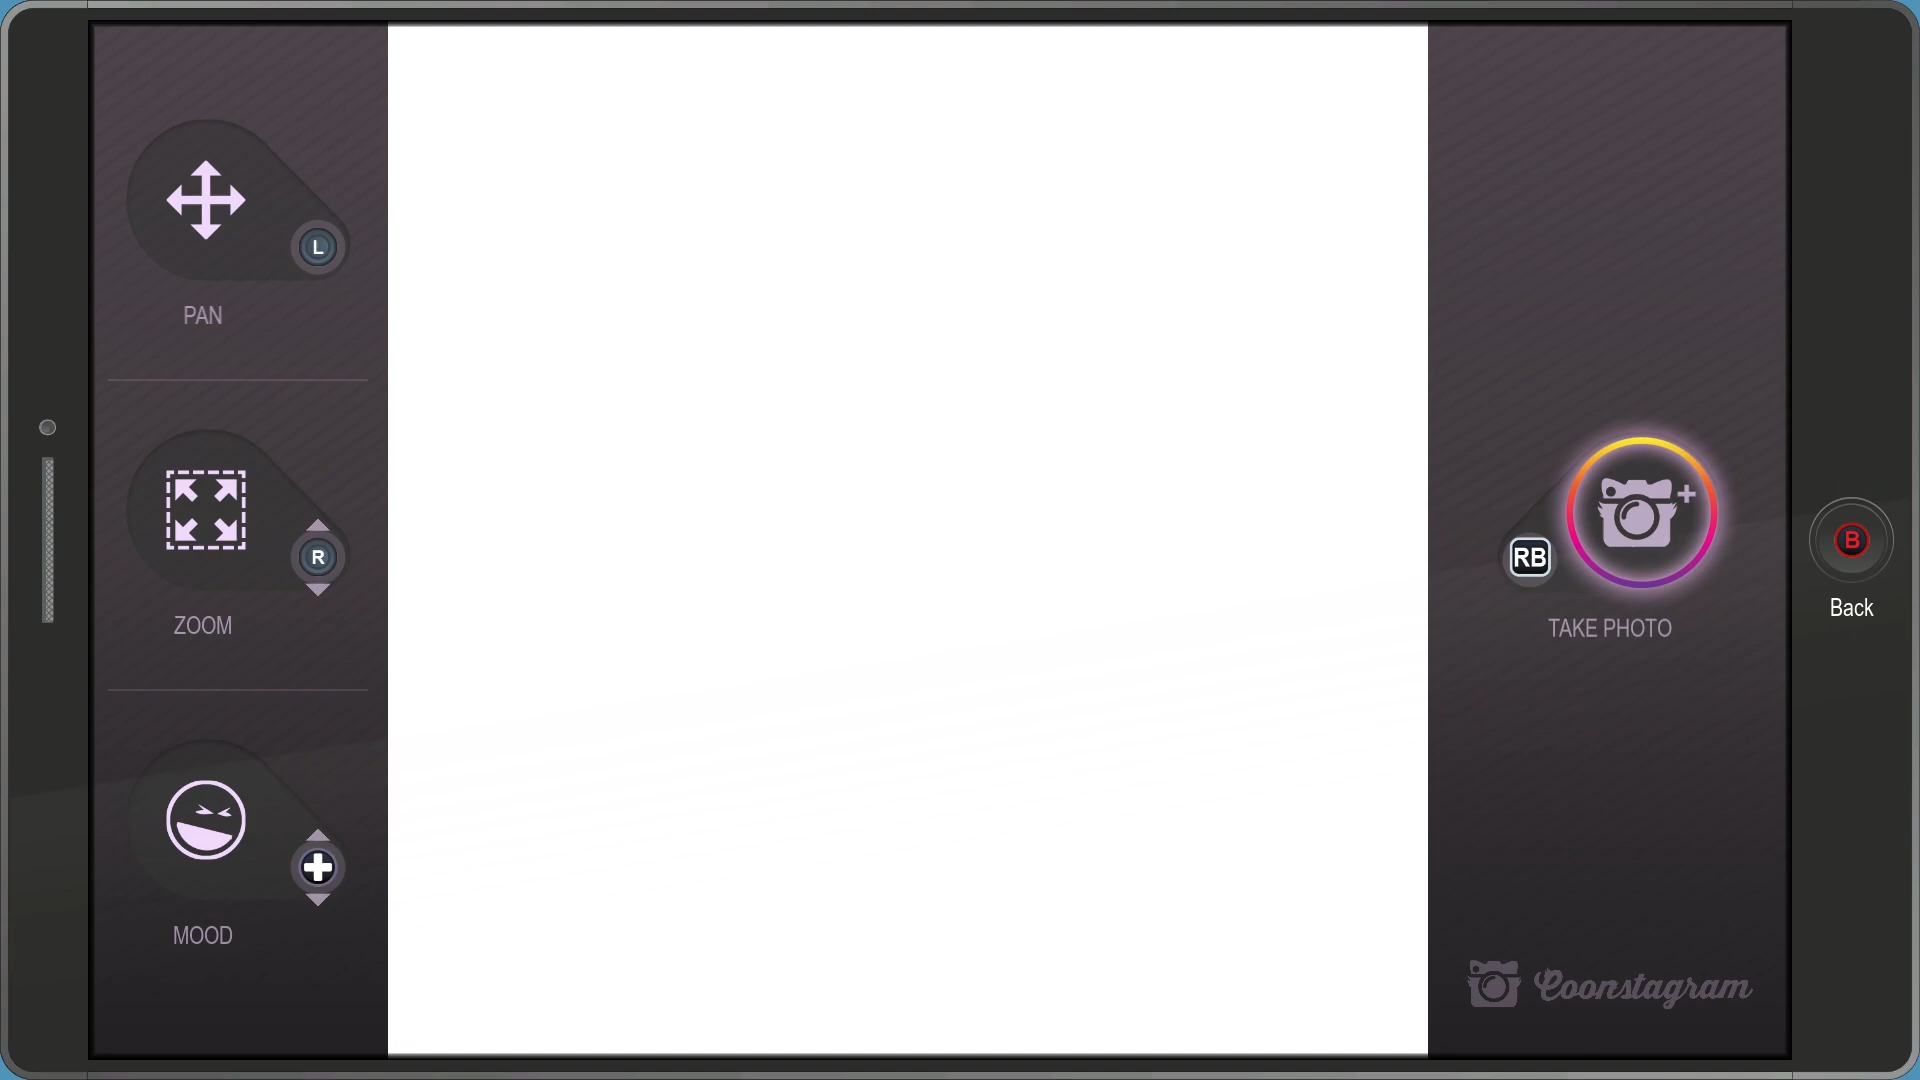 L
PAN
R
ZOOM
MOOD
RB
TAKE PHOTO
B
Back
Coonstagram